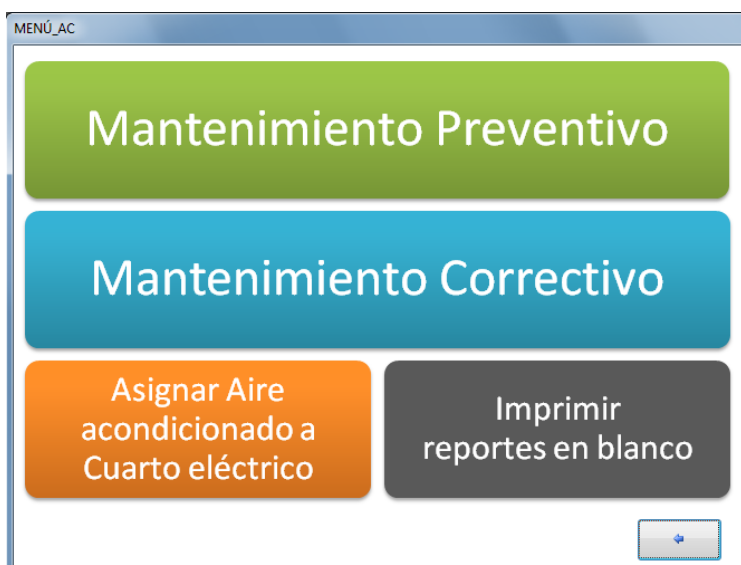 MENÚ_AC
Mantenimiento Preventivo
Mantenimiento Correctivo
Asignar Aire
acondicionado a
Cuarto eléctrico
Imprimir
reportes en blanco